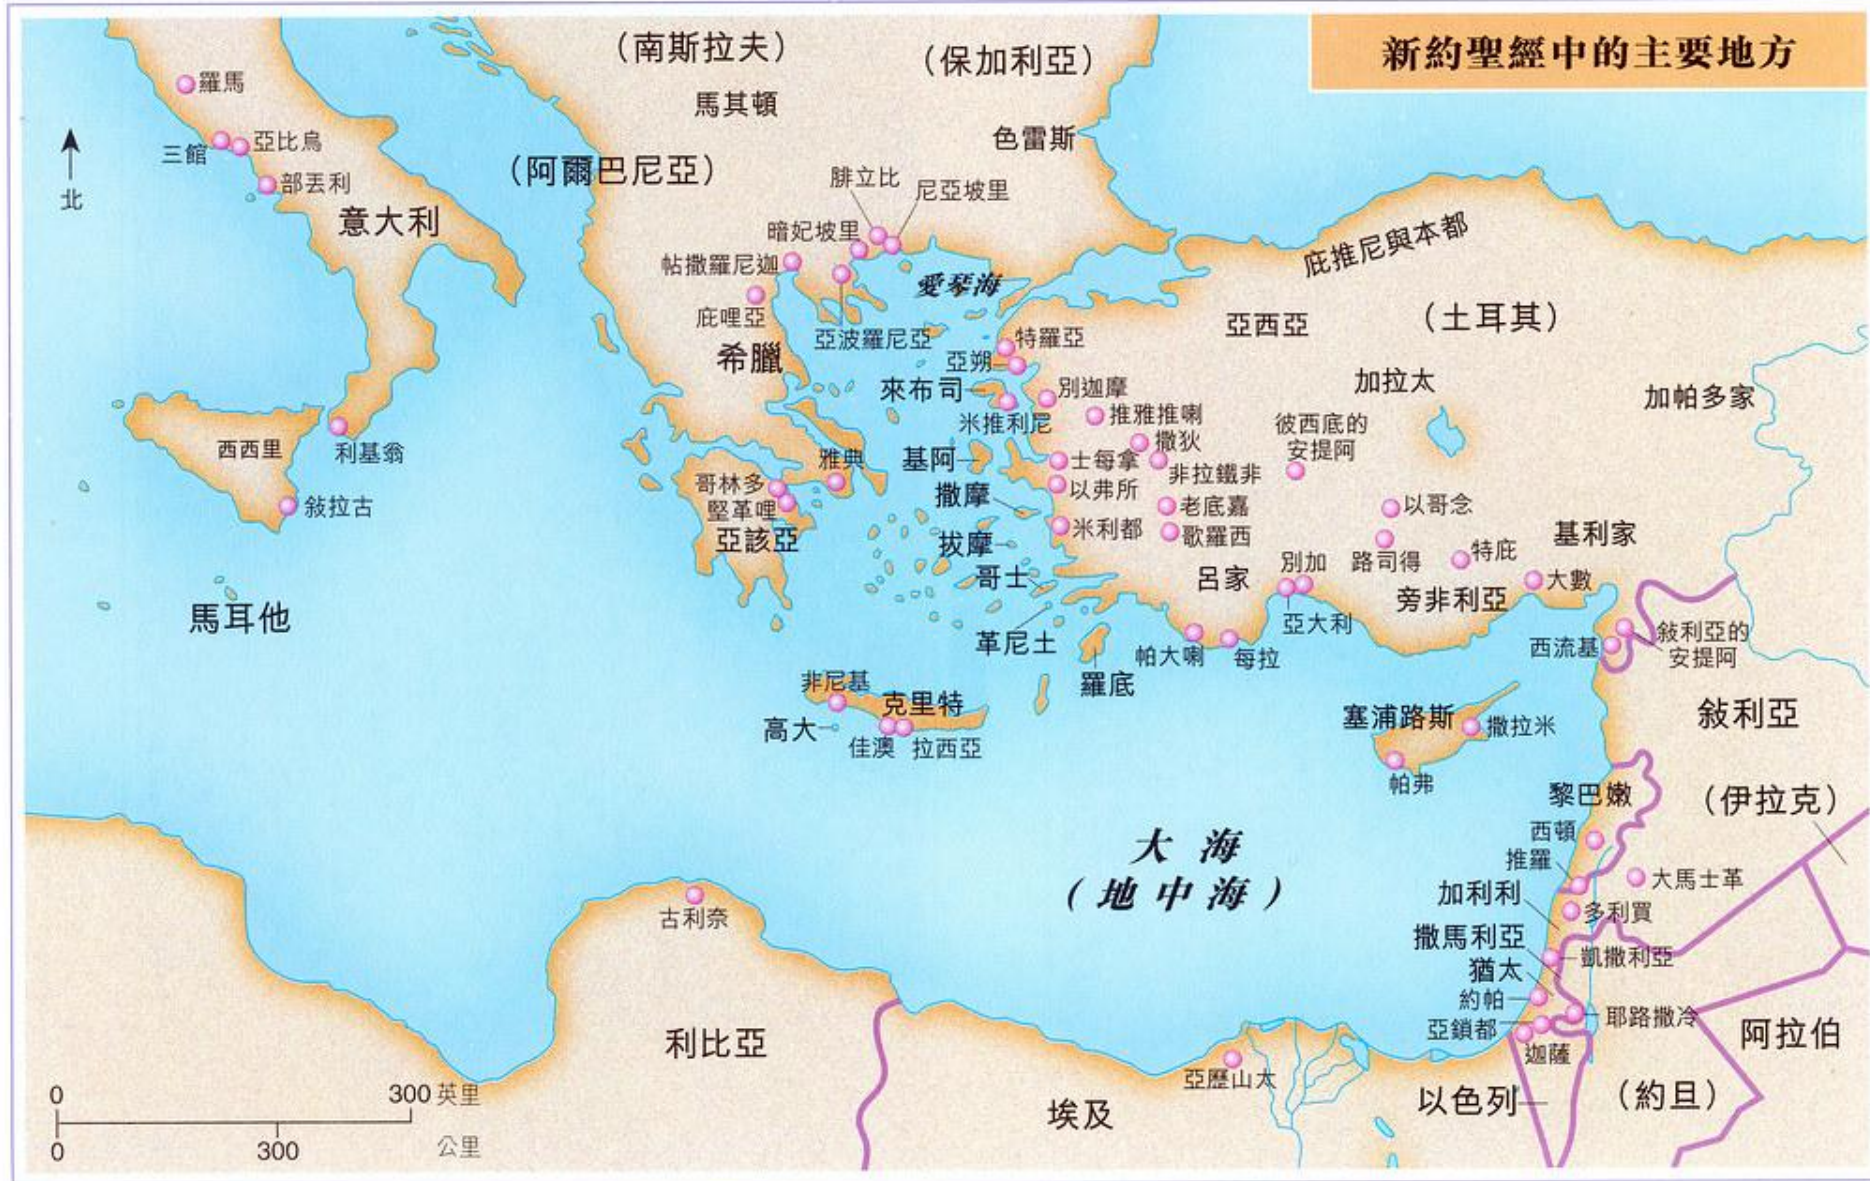 新約聖經中的主要地方
（南斯拉夫）
（保加利亞）
羅馬
馬其頓
色雷斯
三館
亞比烏
北
（阿爾巴尼亞）
部丟利
腓立比
尼亞坡里
意大利
暗妃坡里
帖撒羅尼迦
愛琴海
庇推尼與本都
庇哩亞
亞波羅尼亞
特羅亞
亞西亞
（土耳其）
希臘
亞朔
來布司
別迦摩
加拉太
加帕多家
米推利尼
推雅推喇
彼西底的
安提阿
西西里
利基翁
撒狄
雅典
基阿
士每拿
非拉鐵非
哥林多
以弗所
撒摩
堅革哩
敍拉古
老底嘉
以哥念
亞該亞
拔摩
米利都
歌羅西
基利家
路司得
特庇
別加
哥士
呂家
旁非利亞
大數
馬耳他
亞大利
革尼土
帕大喇
每拉
西流基
敍利亞的
安提阿
羅底
非尼基
克里特
高大
佳澳
拉西亞
塞浦路斯
撒拉米
敍利亞
帕弗
黎巴嫩
（伊拉克）
西頓
大海
（地中海）
推羅
大馬士革
加利利
古利奈
多利買
撒馬利亞
凱撒利亞
猶太
約帕
耶路撒冷
亞鎖都
利比亞
阿拉伯
迦薩
亞歷山太
埃及
以色列
（約旦）
0 300 英里
0 300 公里